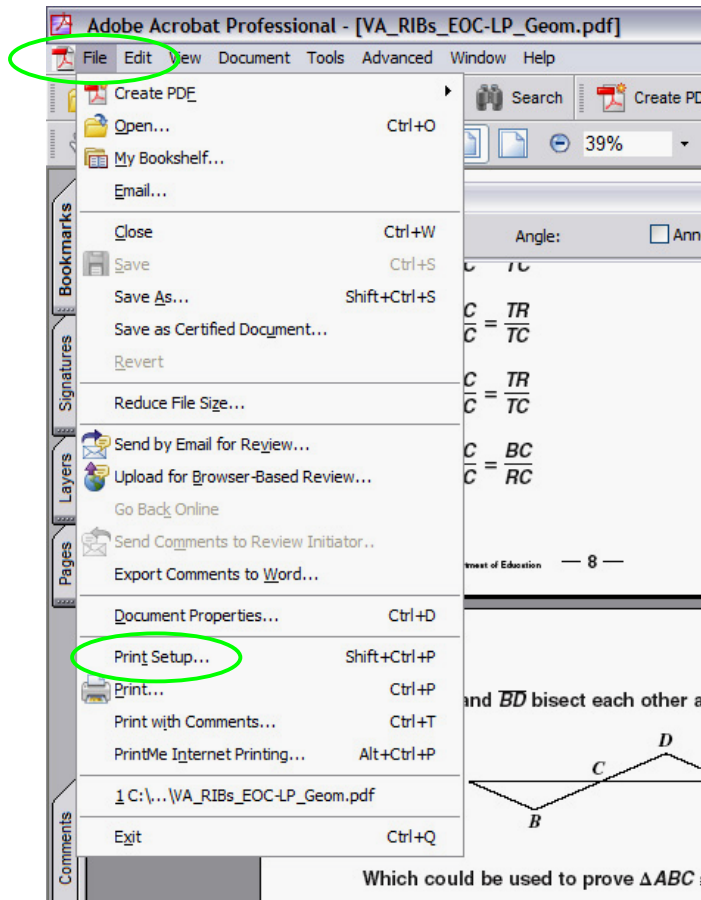 Adobe Acrobat Professional - [VA_RIBs_EOC-LP_Geom.pdf]
File Edit View Document Tools Advanced Window Help
Create PDF
Search
Create PD
Open... Ctrl+O
39%
My Bookshelf...
Email...
Close Ctrl+W
Angle:
Ann
Save Ctrl+S
Save As... Shift+Ctrl+S
Save as Certified Document...
Revert
Reduce File Size...
Send by Email for Review...
Upload for Browser-Based Review...
Go Back Online
Send Comments to Review Initiator..
Export Comments to Word...
Document Properties... Ctrl+D
Print Setup... Shift+Ctrl+P
Print... Ctrl+P
Print with Comments... Ctrl+T
PrintMe Internet Printing... Alt+Ctrl+P
1 C:\...\VA_RIBs_EOC-LP_Geom.pdf
Exit Ctrl+Q
Bookmarks
Signatures
Layers
Pages
Comments
C/C = TR/TC
C/C = TR/TC
C/C = BC/RC
tment of Education — 8 —
and BD bisect each other a
D
C
B
Which could be used to prove ΔABC